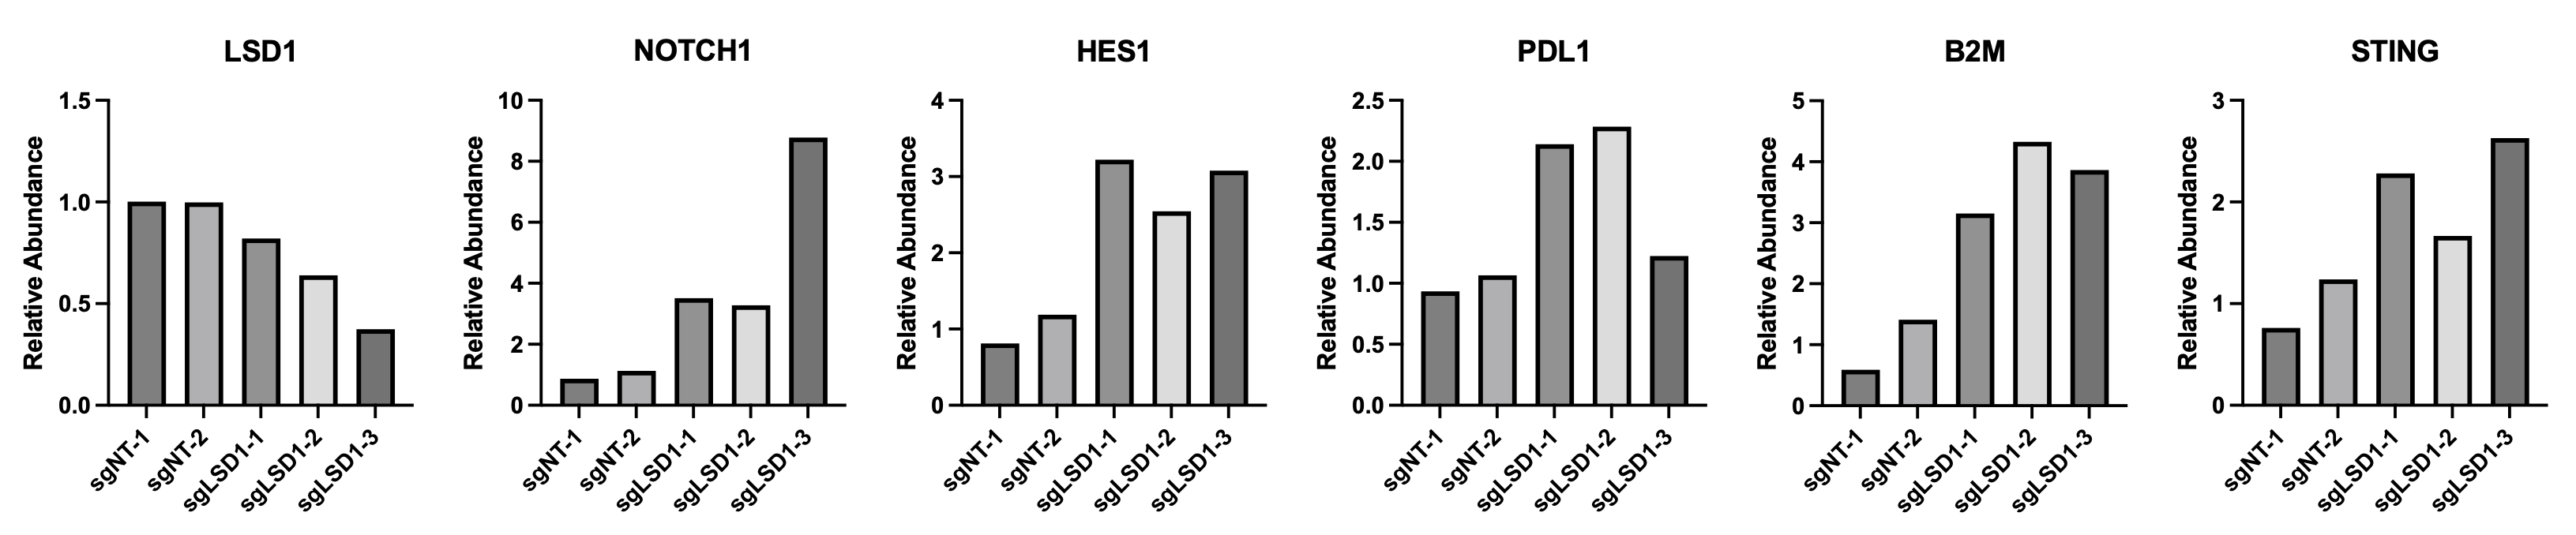 LSD1
Relative Abundance
1.5
1.0
0.5
0.0
sgNT-1
sgNT-2
sgLSD1-1
sgLSD1-2
sgLSD1-3
NOTCH1
Relative Abundance
10
8
6
4
2
0
sgNT-1
sgNT-2
sgLSD1-1
sgLSD1-2
sgLSD1-3
HES1
Relative Abundance
4
3
2
1
0
sgNT-1
sgNT-2
sgLSD1-1
sgLSD1-2
sgLSD1-3
PDL1
Relative Abundance
2.5
2.0
1.5
1.0
0.5
0.0
sgNT-1
sgNT-2
sgLSD1-1
sgLSD1-2
sgLSD1-3
B2M
Relative Abundance
5
4
3
2
1
0
sgNT-1
sgNT-2
sgLSD1-1
sgLSD1-2
sgLSD1-3
STING
Relative Abundance
3
2
1
0
sgNT-1
sgNT-2
sgLSD1-1
sgLSD1-2
sgLSD1-3